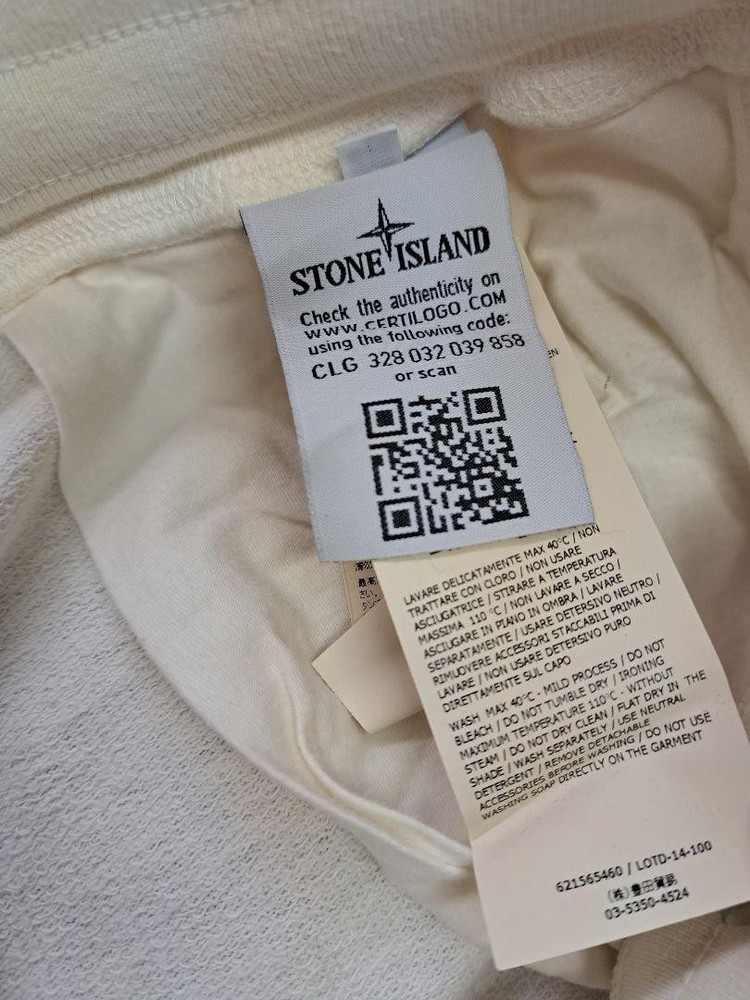 STONE ISLAND
Check the authenticity on
WWW.CERTILOGO.COM
using the following code:
CLG 328 032 039 858
or scan
LAVARE DELICATAMENTE MAX 40°C / NON
TRATTARE CON CLORO / NON USARE
ASCIUGATRICE / STIRARE A TEMPERATURA
MASSIMA 110 °C / NON LAVARE A SECCO /
ASCIUGARE IN PIANO IN OMBRA / LAVARE
SEPARATAMENTE / USARE DETERSIVO NEUTRO /
RIMUOVERE ACCESSORI STACCABILI PRIMA DI
LAVARE / NON USARE DETERSIVO PURO
DIRETTAMENTE SUL CAPO
WASH MAX 40°C - MILD PROCESS / DO NOT
BLEACH / DO NOT TUMBLE DRY / IRONING
MAXIMUM TEMPERATURE 110°C - WITHOUT
STEAM / DO NOT DRY CLEAN / FLAT DRY IN THE
SHADE / WASH SEPARATELY / USE NEUTRAL
DETERGENT / REMOVE DETACHABLE
ACCESSORIES BEFORE WASHING / DO NOT USE
WASHING SOAP DIRECTLY ON THE GARMENT
621565460 / LOTD-14-100
(株)豊田貿易
03-5350-4524